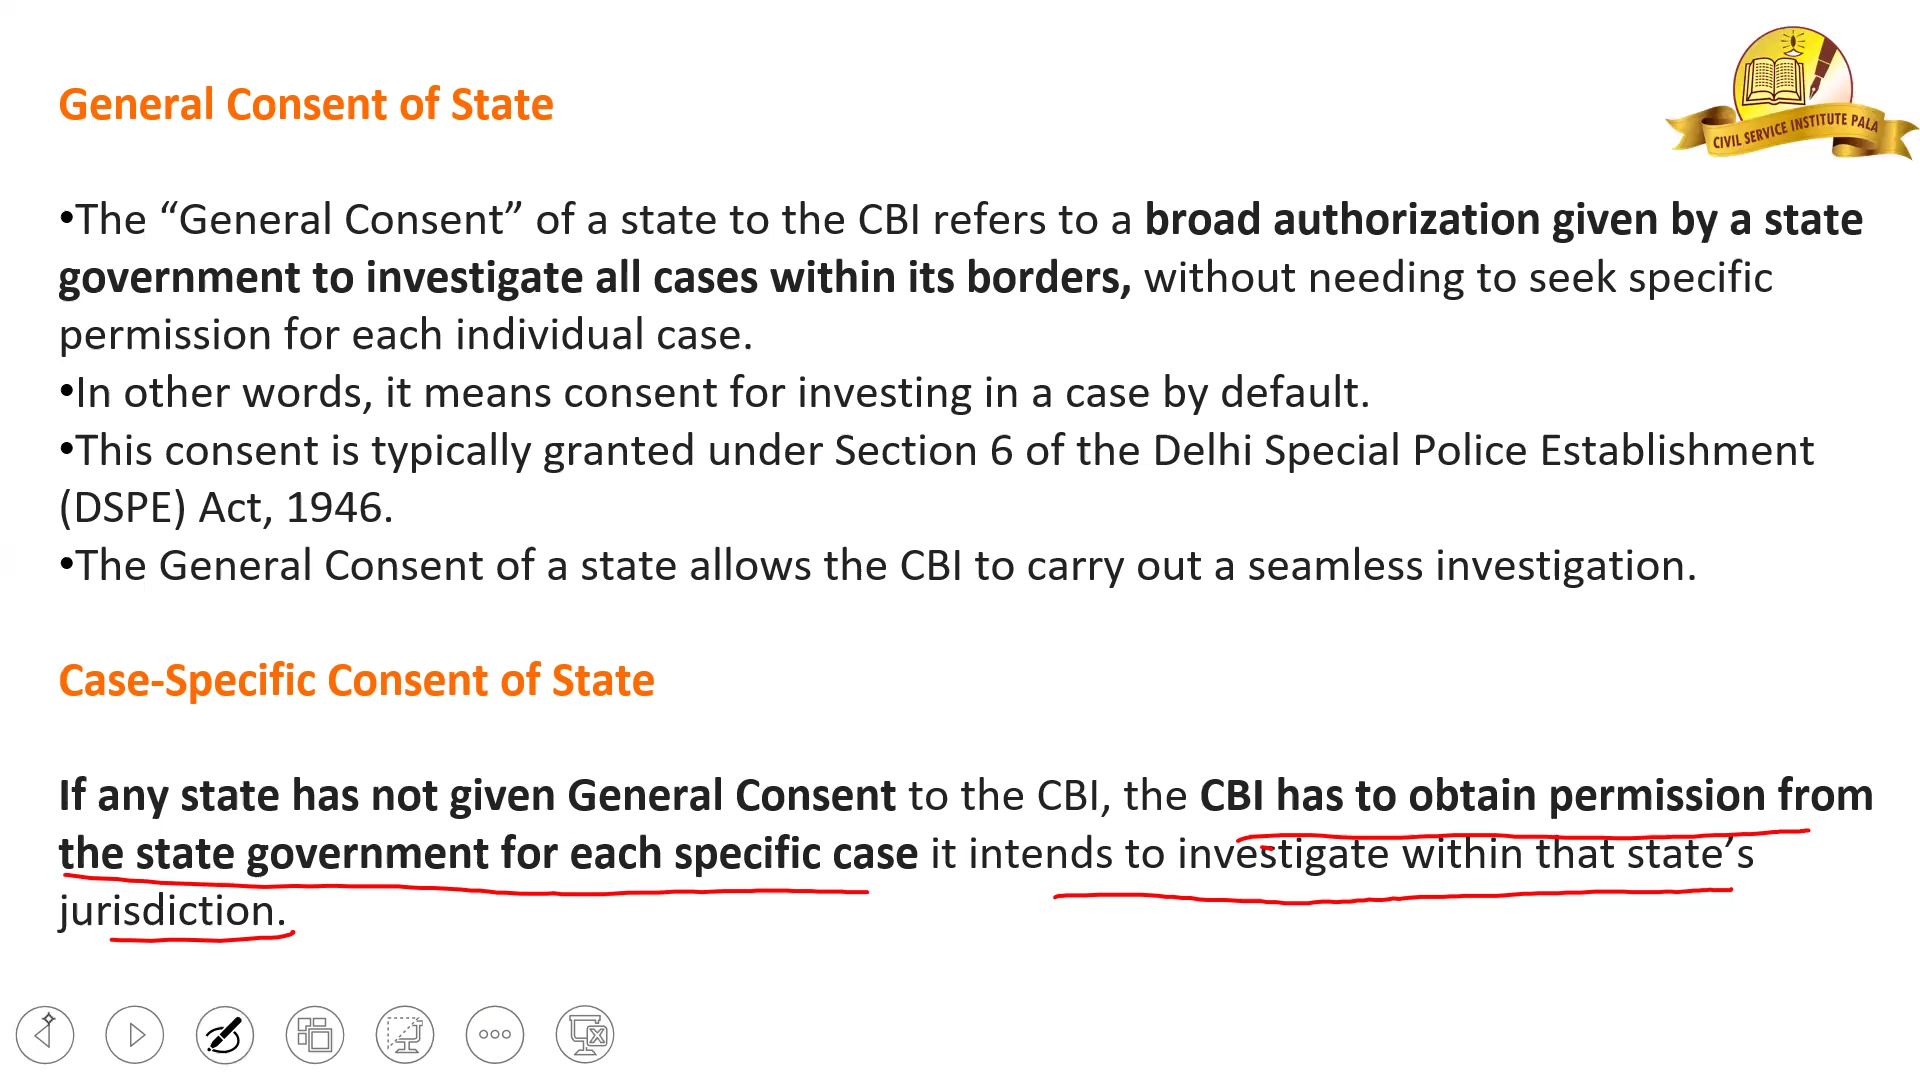 General Consent of State
CIVIL SERVICE INSTITUTE PALA
•The “General Consent” of a state to the CBI refers to a broad authorization given by a state
government to investigate all cases within its borders, without needing to seek specific
permission for each individual case.
•In other words, it means consent for investing in a case by default.
•This consent is typically granted under Section 6 of the Delhi Special Police Establishment
(DSPE) Act, 1946.
•The General Consent of a state allows the CBI to carry out a seamless investigation.
Case-Specific Consent of State
If any state has not given General Consent to the CBI, the CBI has to obtain permission from
the state government for each specific case it intends to investigate within that state’s
jurisdiction.